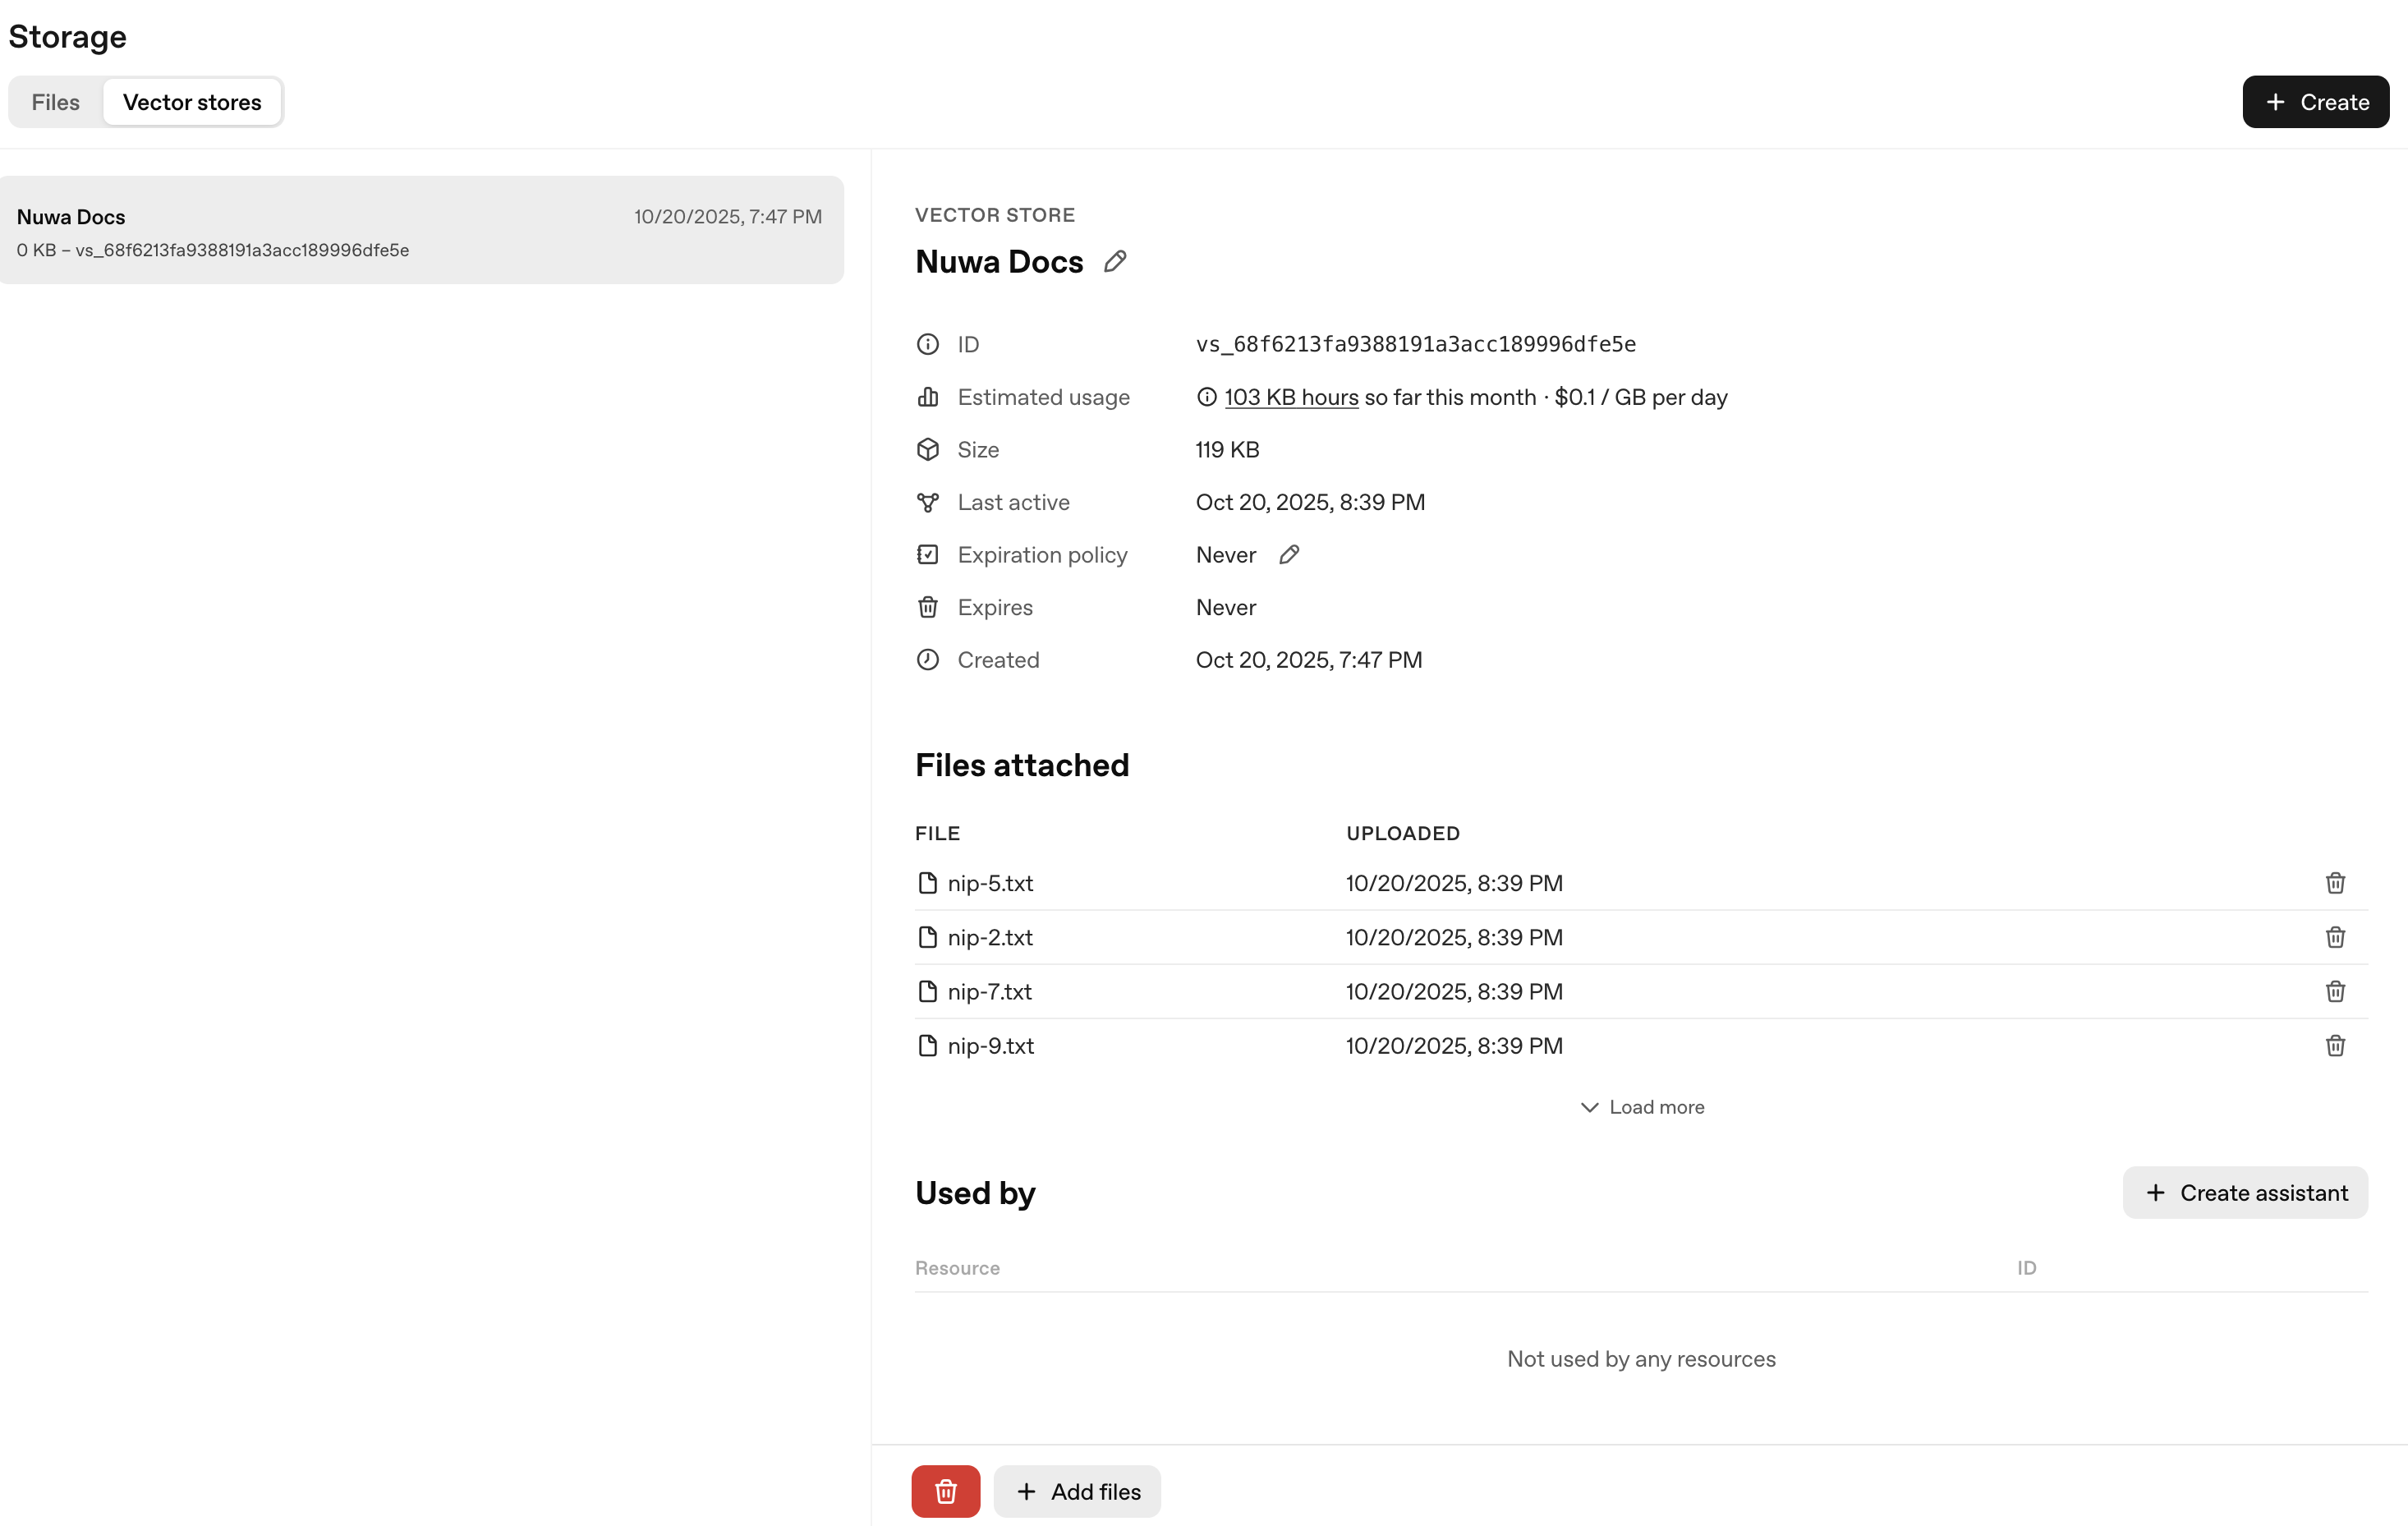 Storage
Files
Vector stores
Create
Nuwa Docs
10/20/2025, 7:47 PM
0 KB – vs_68f6213fa9388191a3acc189996dfe5e
VECTOR STORE
Nuwa Docs
ID
vs_68f6213fa9388191a3acc189996dfe5e
Estimated usage
103 KB hours so far this month · $0.1 / GB per day
Size
119 KB
Last active
Oct 20, 2025, 8:39 PM
Expiration policy
Never
Expires
Never
Created
Oct 20, 2025, 7:47 PM
Files attached
FILE
UPLOADED
nip-5.txt
10/20/2025, 8:39 PM
nip-2.txt
10/20/2025, 8:39 PM
nip-7.txt
10/20/2025, 8:39 PM
nip-9.txt
10/20/2025, 8:39 PM
Load more
Used by
Create assistant
Resource
ID
Not used by any resources
Add files